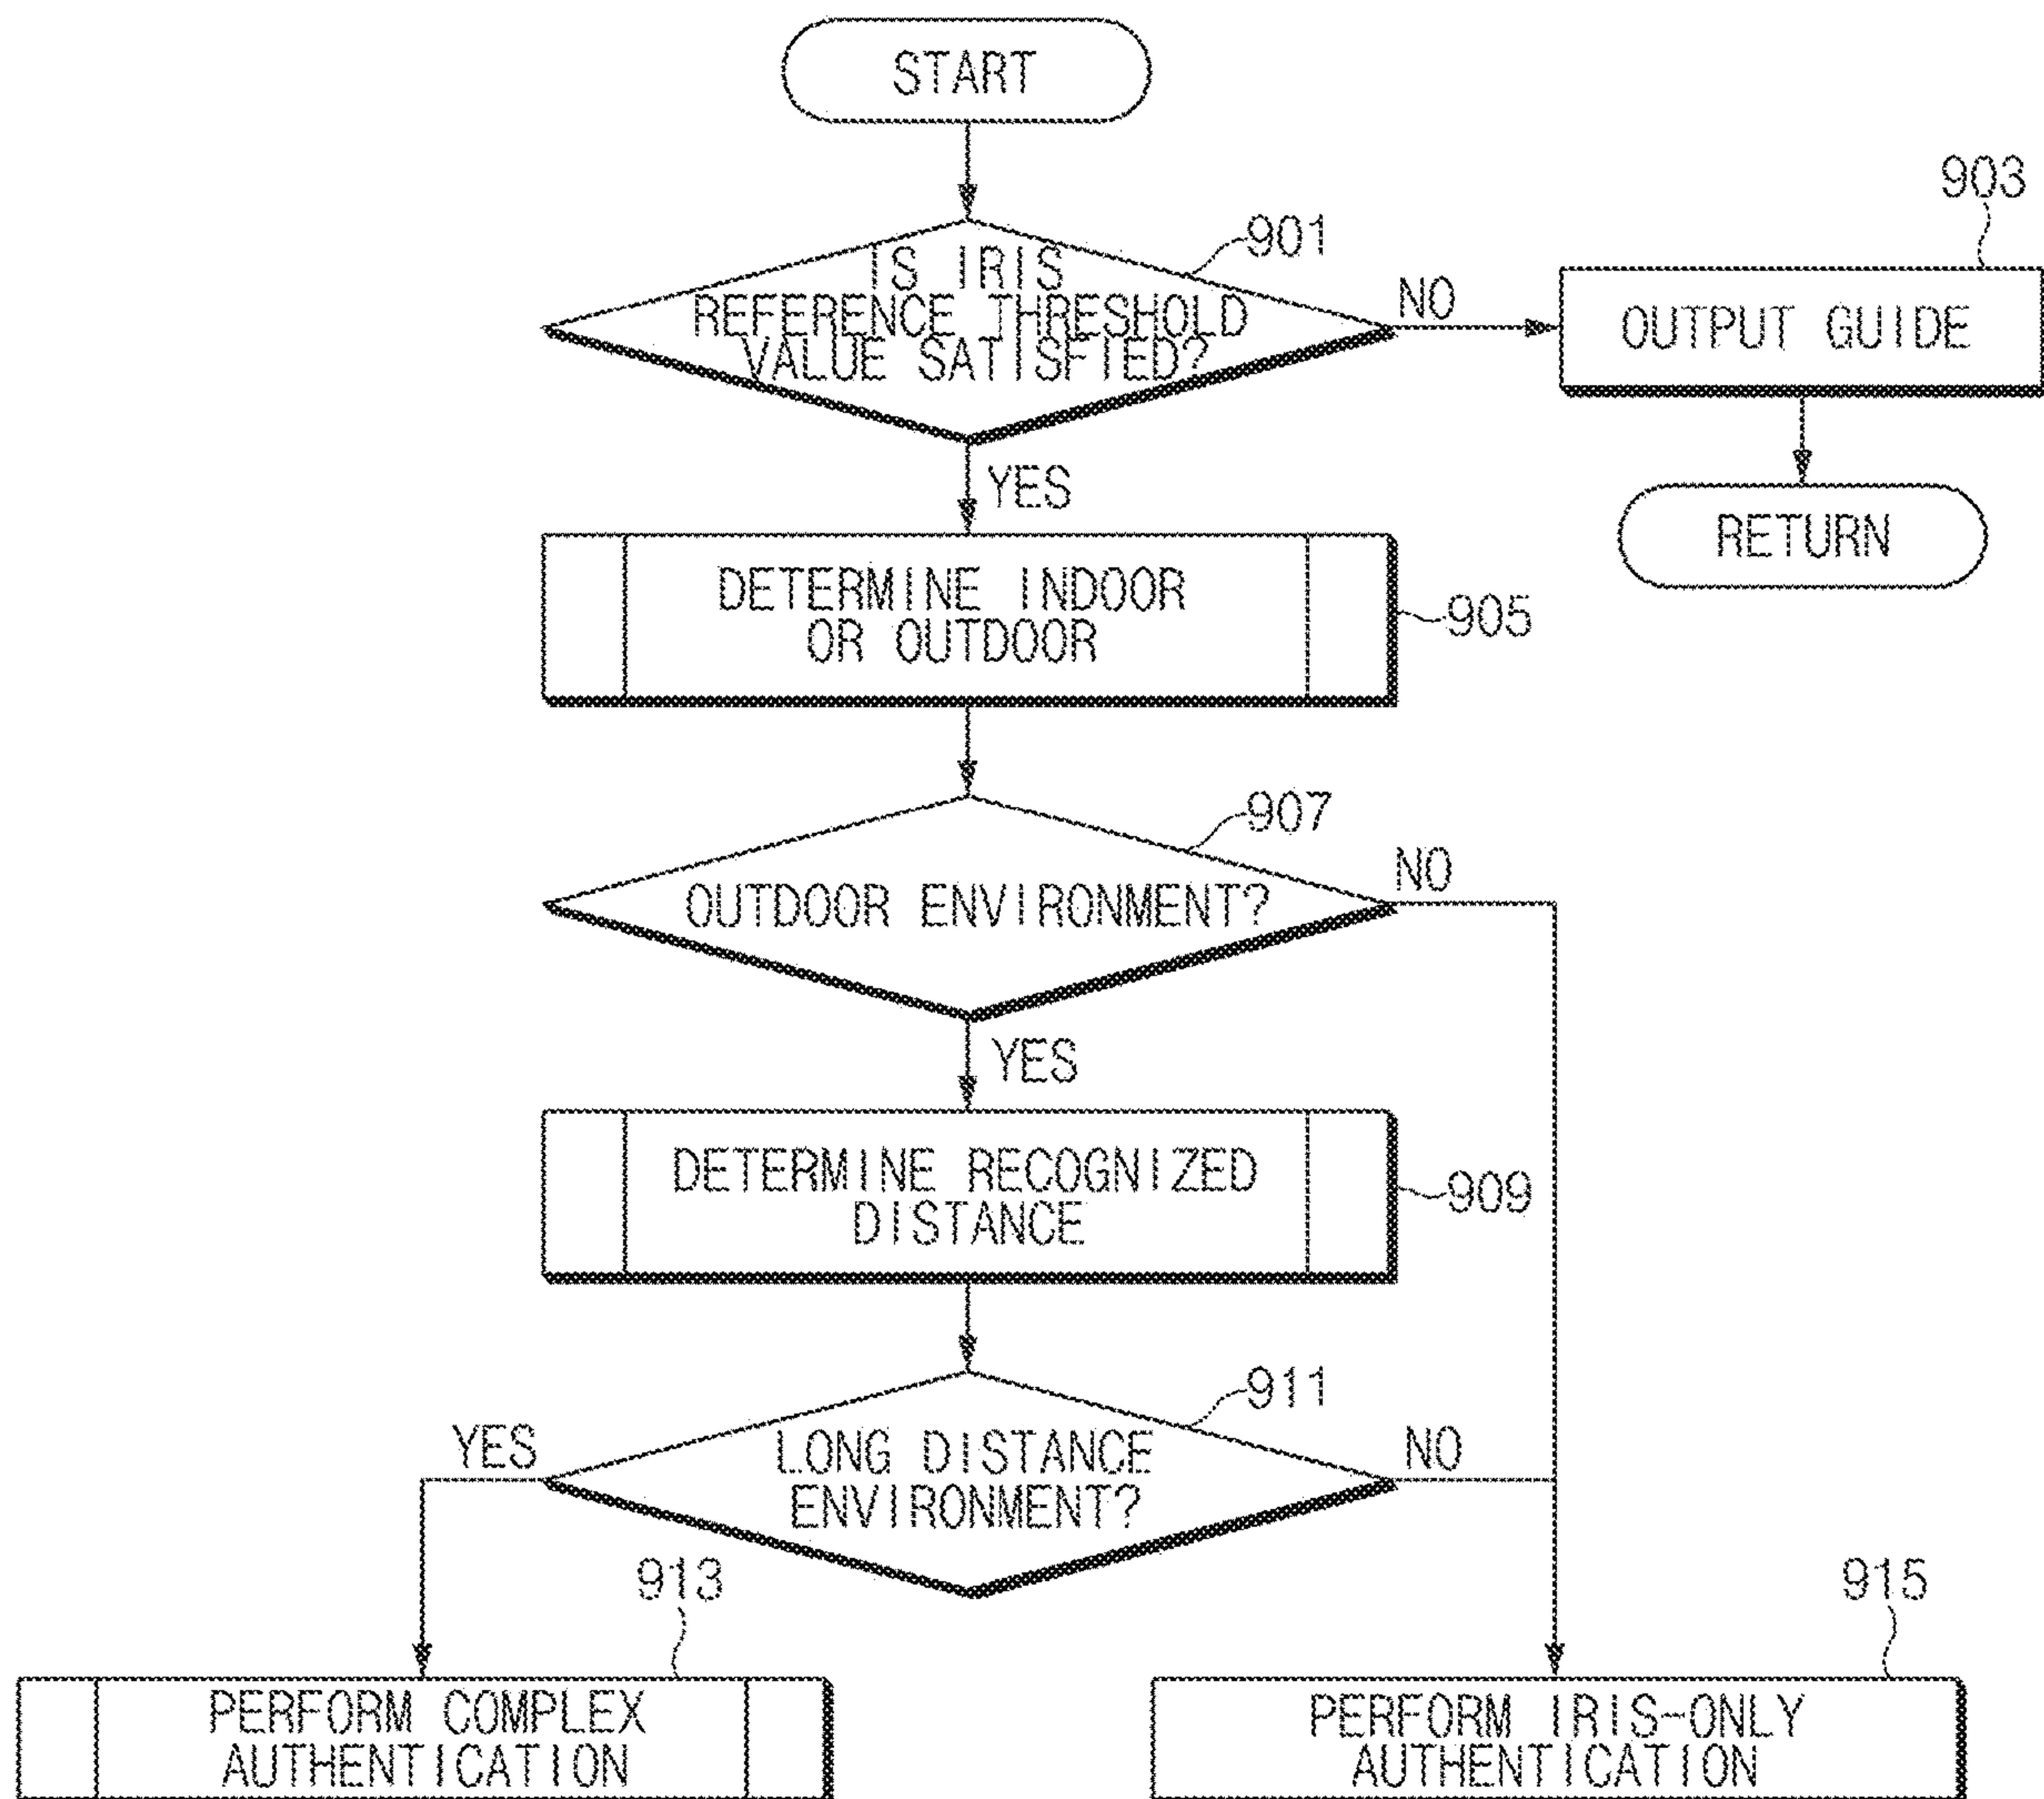 START
903
901
IS IRIS
REFERENCE THRESHOLD
VALUE SATISFIED?
NO
OUTPUT GUIDE
YES
RETURN
DETERMINE INDOOR
OR OUTDOOR
905
907
OUTDOOR ENVIRONMENT?
NO
YES
DETERMINE RECOGNIZED
DISTANCE
909
911
YES
LONG DISTANCE
ENVIRONMENT?
NO
913
915
PERFORM COMPLEX
AUTHENTICATION
PERFORM IRIS-ONLY
AUTHENTICATION